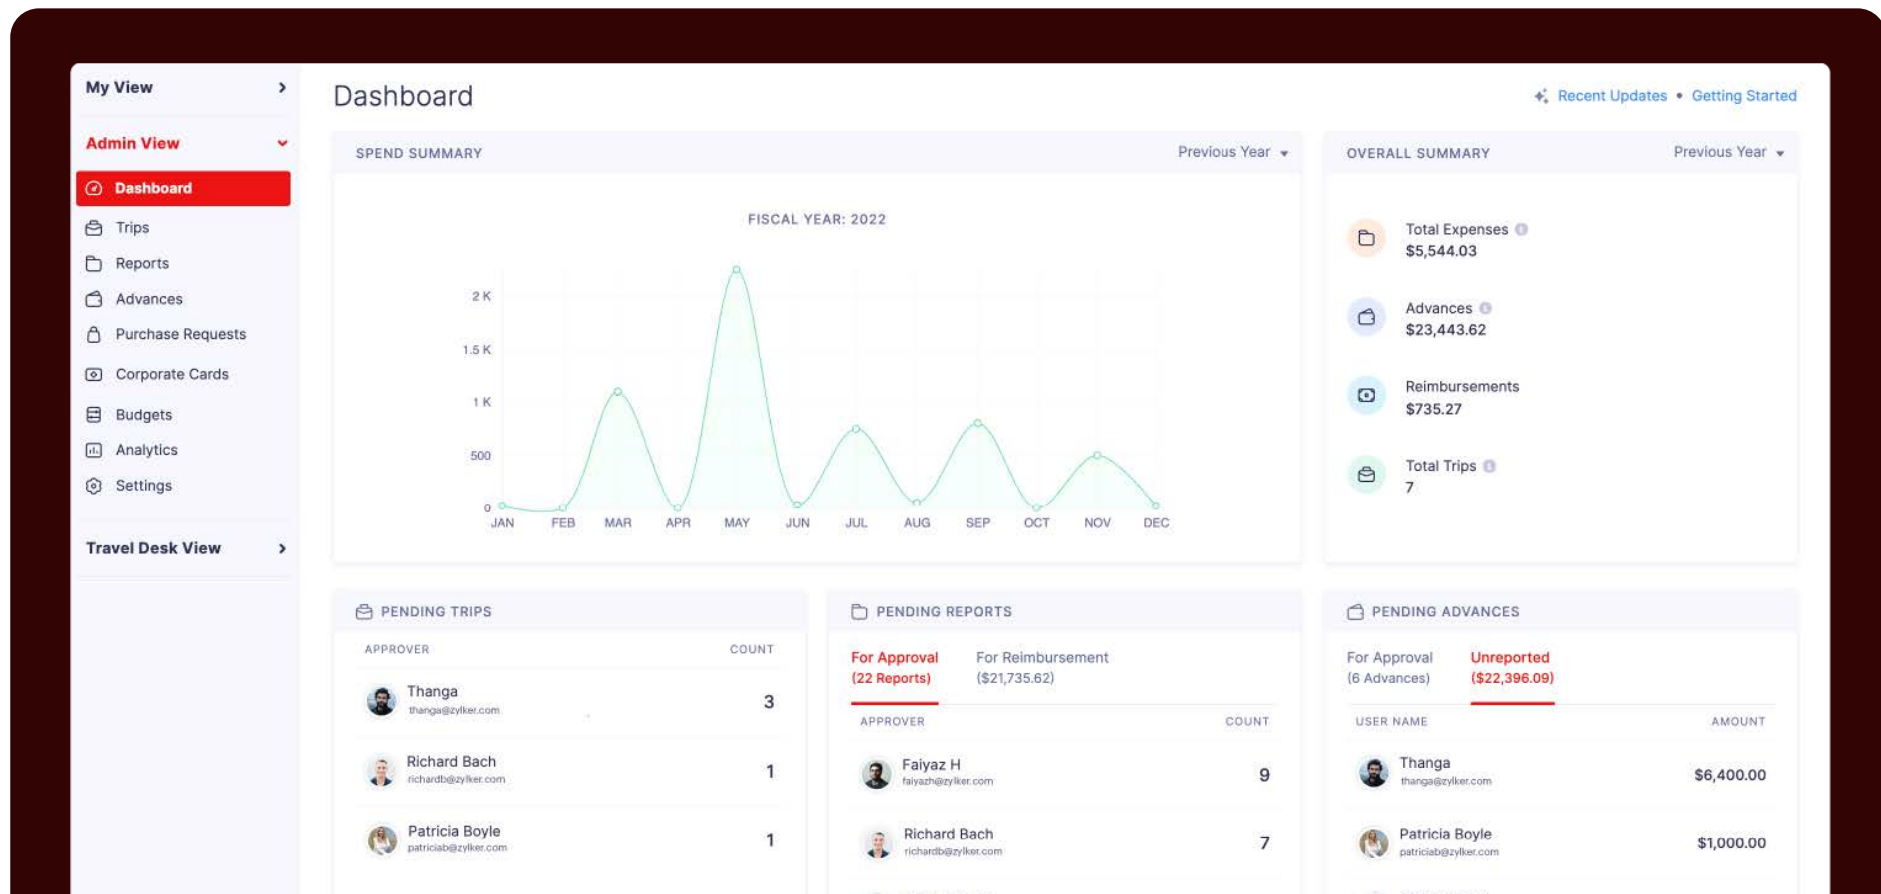 My View
Admin View
Dashboard
Trips
Reports
Advances
Purchase Requests
Corporate Cards
Budgets
Analytics
Settings
Travel Desk View
Dashboard
Recent Updates • Getting Started
SPEND SUMMARY
Previous Year
FISCAL YEAR: 2022
2 K
1.5 K
1 K
500
0
JAN FEB MAR APR MAY JUN JUL AUG SEP OCT NOV DEC
OVERALL SUMMARY
Previous Year
Total Expenses
$5,544.03
Advances
$23,443.62
Reimbursements
$735.27
Total Trips
7
PENDING TRIPS
APPROVER COUNT
Thanga
thanga@zylker.com
3
Richard Bach
richardb@zylker.com
1
Patricia Boyle
patriciab@zylker.com
1
PENDING REPORTS
For Approval
(22 Reports)
For Reimbursement
($21,735.62)
APPROVER COUNT
Faiyaz H
faiyazh@zylker.com
9
Richard Bach
richardb@zylker.com
7
PENDING ADVANCES
For Approval
(6 Advances)
Unreported
($22,396.09)
USER NAME AMOUNT
Thanga
thanga@zylker.com
$6,400.00
Patricia Boyle
patriciab@zylker.com
$1,000.00